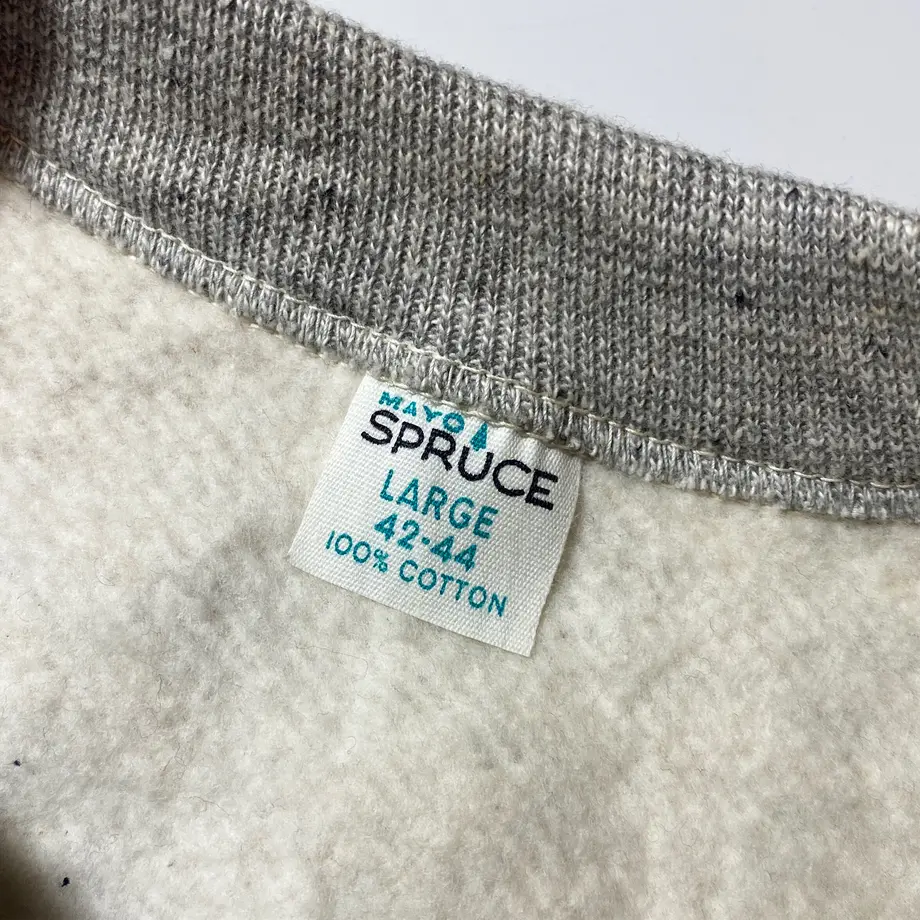 MAYO
SPRUCE
LARGE
42-44
100% COTTON